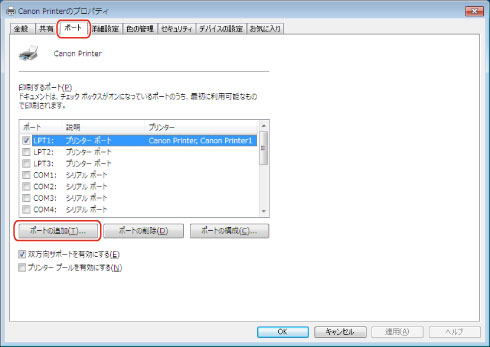 Canon Printerのプロパティ
全般 共有 ポート 詳細設定 色の管理 セキュリティ デバイスの設定 お気に入り
Canon Printer
印刷するポート(P)
ドキュメントは、チェック ボックスがオンになっているポートのうち、最初に利用可能なもの
で印刷されます。
ポート 説明 プリンター
LPT1: プリンター ポート Canon Printer, Canon Printer1
LPT2: プリンター ポート
LPT3: プリンター ポート
COM1: シリアル ポート
COM2: シリアル ポート
COM3: シリアル ポート
COM4: シリアル ポート
ポートの追加(T)... ポートの削除(D) ポートの構成(C)...
双方向サポートを有効にする(E)
プリンター プールを有効にする(N)
OK キャンセル 適用(A) ヘルプ